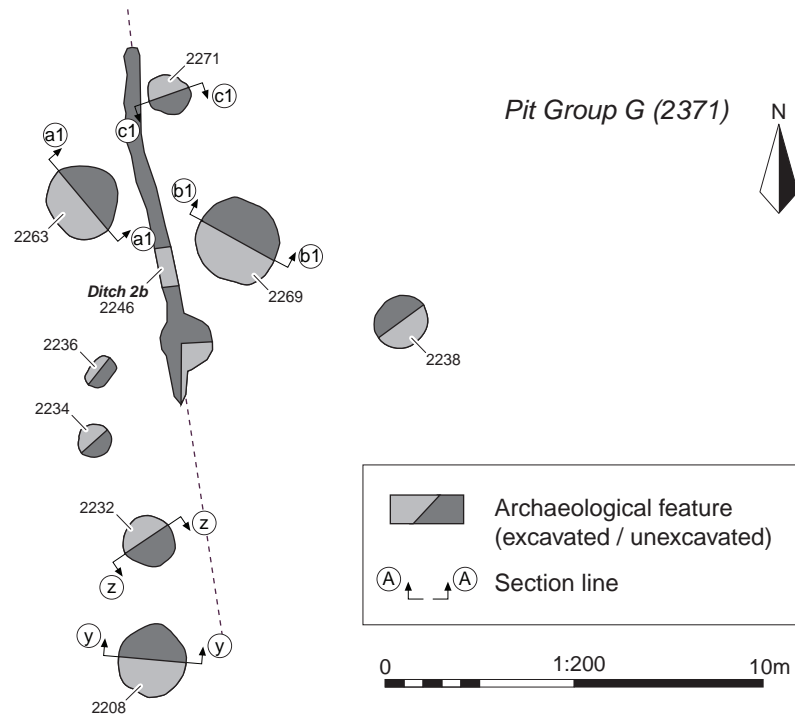 2271
c1
c1
Pit Group G (2371)
N
a1
b1
2263
a1
b1
Ditch 2b
2246
2269
2236
2238
2234
2232
z
z
Archaeological feature
(excavated / unexcavated)
A A Section line
y
y
2208
0 1:200 10m